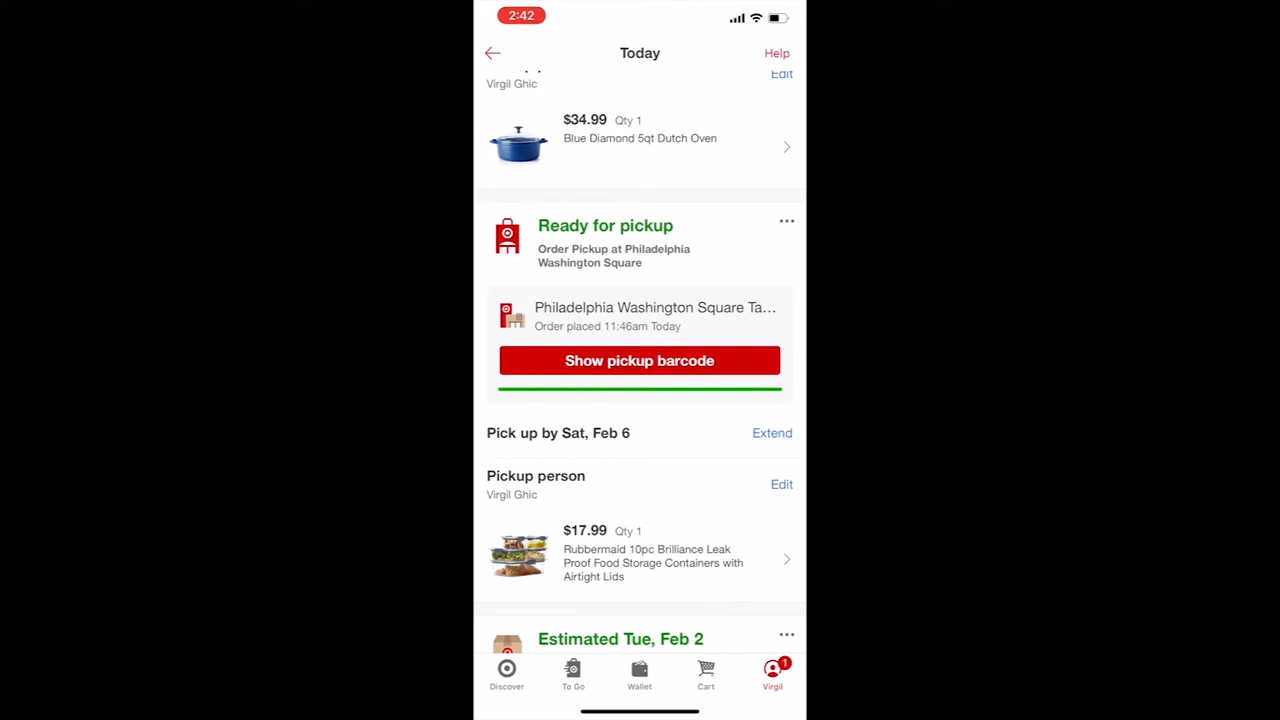 2:42
Today
Help
Edit
Virgil Ghic
$34.99 Qty 1
Blue Diamond 5qt Dutch Oven
Ready for pickup
Order Pickup at Philadelphia
Washington Square
Philadelphia Washington Square Ta...
Order placed 11:46am Today
Show pickup barcode
Pick up by Sat, Feb 6
Extend
Pickup person
Edit
Virgil Ghic
$17.99 Qty 1
Rubbermaid 10pc Brilliance Leak
Proof Food Storage Containers with
Airtight Lids
Estimated Tue, Feb 2
Discover
To Go
Wallet
Cart
1
Virgil